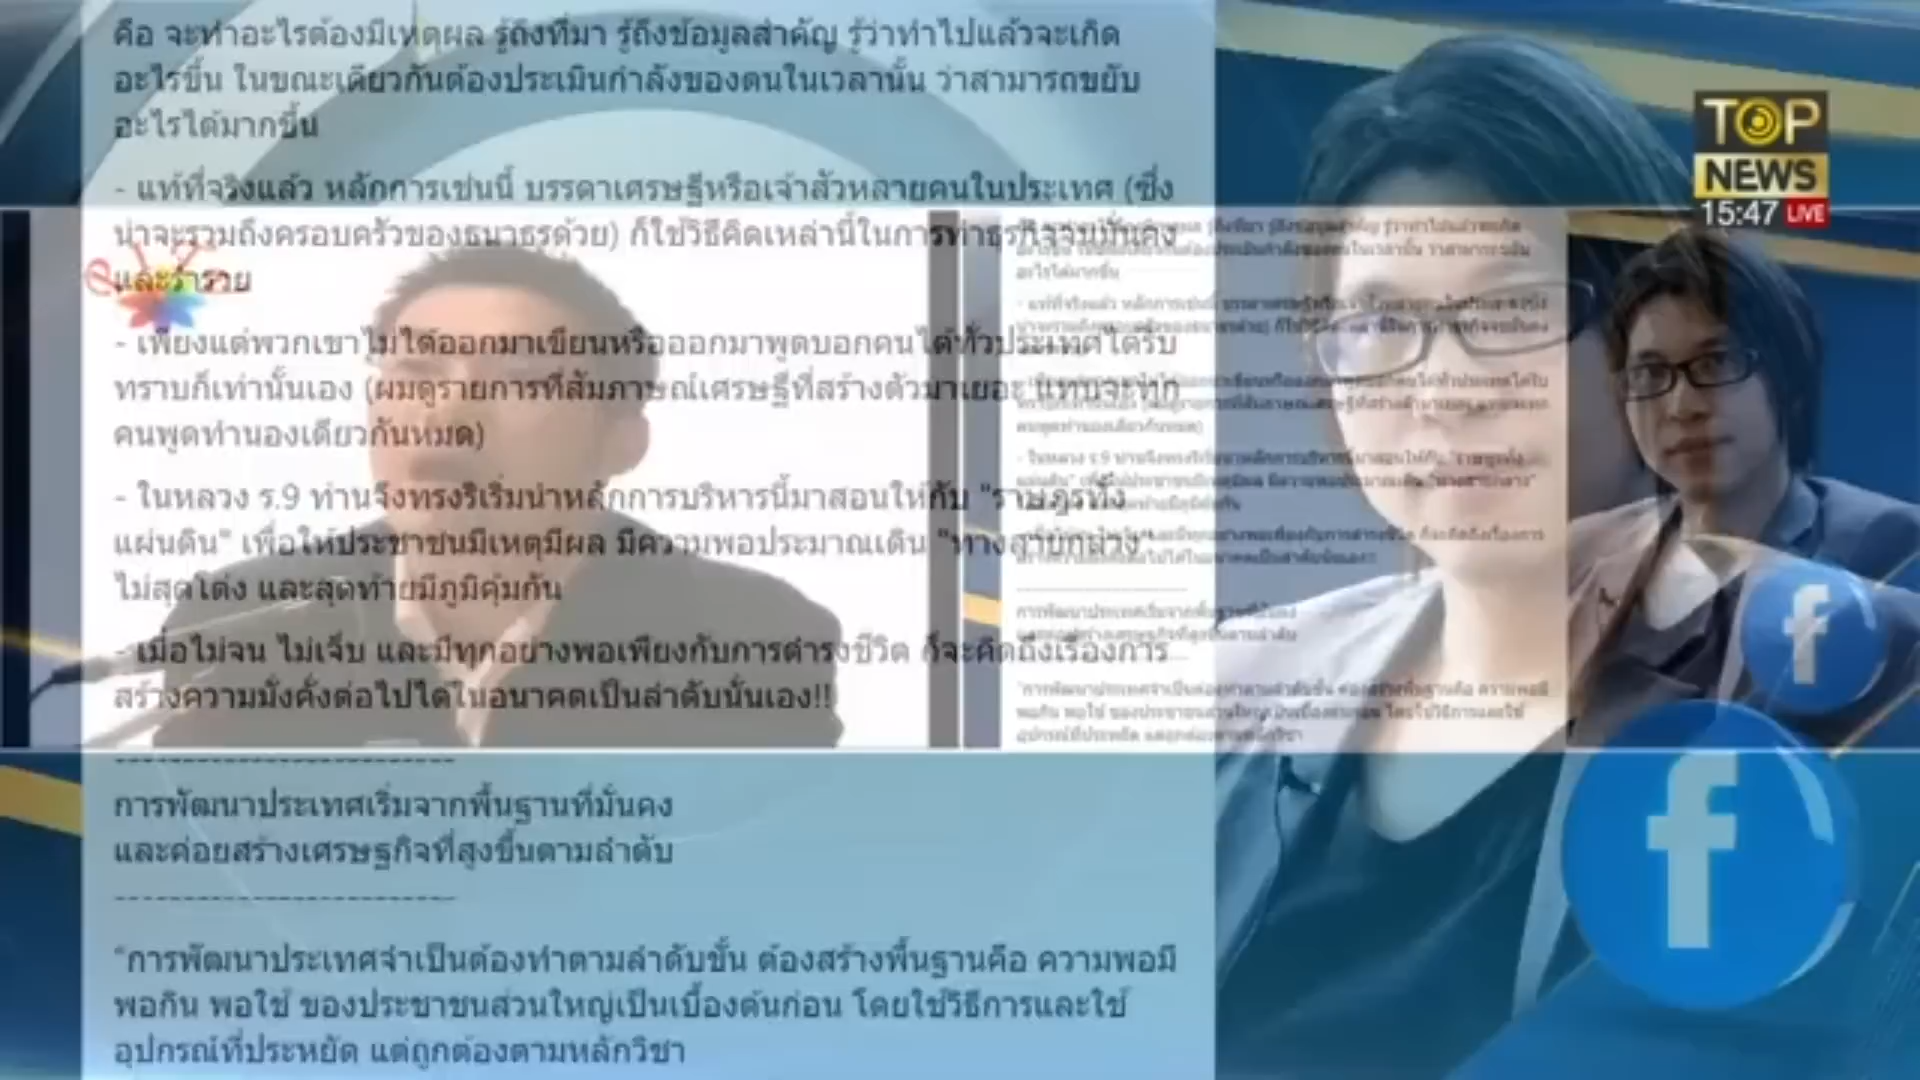 คือ จะทำอะไรต้องมีเหตุผล รู้ถึงที่มา รู้ถึงข้อมูลสำคัญ รู้ว่าทำไปแล้วจะเกิด
อะไรขึ้น ในขณะเดียวกันต้องประเมินกำลังของตนในเวลานั้น ว่าสามารถขยับ
อะไรได้มากขึ้น
- แท้ที่จริงแล้ว หลักการเช่นนี้ บรรดาเศรษฐีหรือเจ้าสัวหลายคนในประเทศ (ซึ่ง
น่าจะรวมถึงครอบครัวของธนาธรด้วย) ก็ใช้วิธีคิดเหล่านี้ในการทำธุรกิจจนมั่นคง
และร่ำรวย
- เพียงแต่พวกเขาไม่ได้ออกมาเขียนหรือออกมาพูดบอกคนได้ทั่วประเทศได้รับ
ทราบก็เท่านั้นเอง (ผมดูรายการที่สัมภาษณ์เศรษฐีที่สร้างตัวมาเยอะ แทบจะทุก
คนพูดทำนองเดียวกันหมด)
- ในหลวง ร.9 ท่านจึงทรงริเริ่มนำหลักการบริหารนี้มาสอนให้กับ "ราษฎรทั้ง
แผ่นดิน" เพื่อให้ประชาชนมีเหตุมีผล มีความพอประมาณเดิน "ทางสายกลาง"
ไม่สุดโต่ง และสุดท้ายมีภูมิคุ้มกัน
- เมื่อไม่จน ไม่เจ็บ และมีทุกอย่างพอเพียงกับการดำรงชีวิต ก็จะคิดถึงเรื่องการ
สร้างความมั่งคั่งต่อไปได้ในอนาคตเป็นลำดับนั่นเอง!!
-------------------------
การพัฒนาประเทศเริ่มจากพื้นฐานที่มั่นคง
และค่อยสร้างเศรษฐกิจที่สูงขึ้นตามลำดับ
-------------------------
"การพัฒนาประเทศจำเป็นต้องทำตามลำดับขั้น ต้องสร้างพื้นฐานคือ ความพอมี
พอกิน พอใช้ ของประชาชนส่วนใหญ่เป็นเบื้องต้นก่อน โดยใช้วิธีการและใช้
อุปกรณ์ที่ประหยัด แต่ถูกต้องตามหลักวิชา
TOP
NEWS
15:47 LIVE